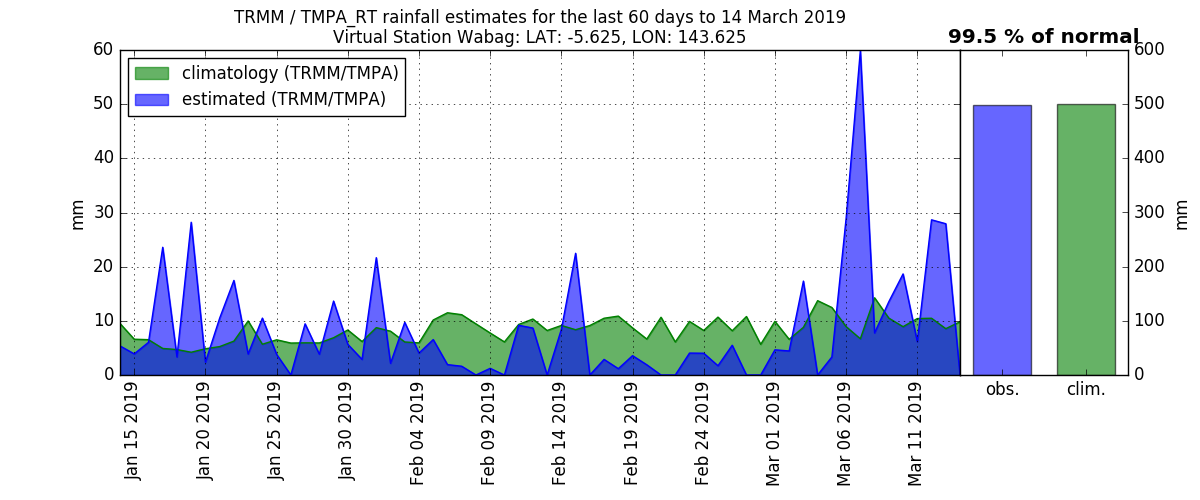 TRMM / TMPA_RT rainfall estimates for the last 60 days to 14 March 2019
Virtual Station Wabag: LAT: -5.625, LON: 143.625
99.5 % of normal
climatology (TRMM/TMPA)
estimated (TRMM/TMPA)
60
50
40
30
20
10
0
mm
Jan 15 2019
Jan 20 2019
Jan 25 2019
Jan 30 2019
Feb 04 2019
Feb 09 2019
Feb 14 2019
Feb 19 2019
Feb 24 2019
Mar 01 2019
Mar 06 2019
Mar 11 2019
obs.
clim.
600
500
400
300
200
100
0
mm